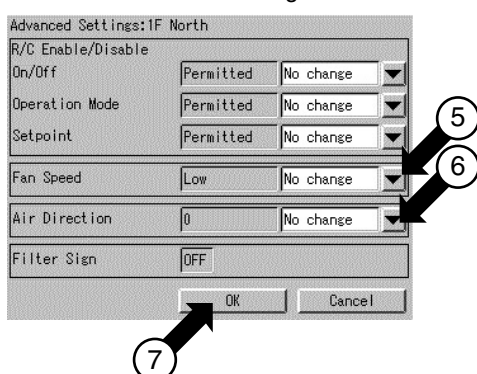 Advanced Settings:1F North
R/C Enable/Disable
On/Off Permitted No change
Operation Mode Permitted No change
Setpoint Permitted No change
5
Fan Speed Low No change
6
Air Direction 0 No change
Filter Sign OFF
OK Cancel
7